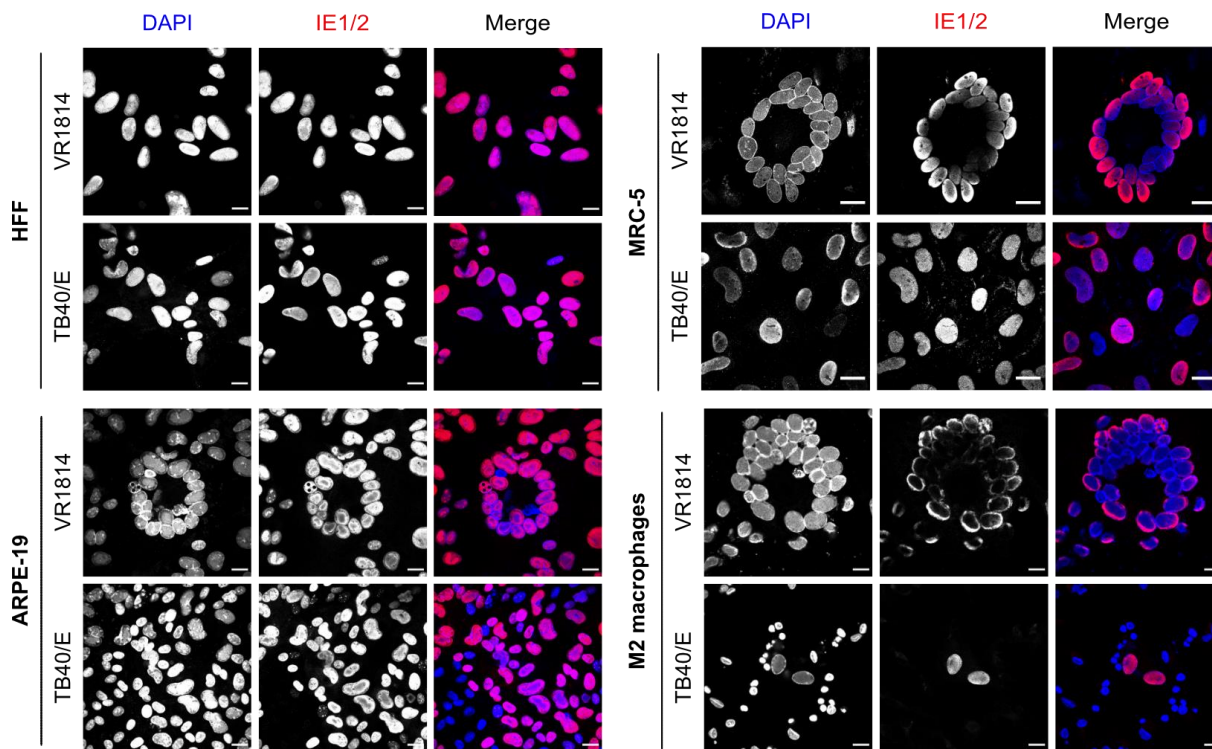 DAPI IE1/2 Merge
HFF
VR1814
TB40/E
ARPE-19
VR1814
TB40/E
DAPI IE1/2 Merge
MRC-5
VR1814
TB40/E
M2 macrophages
VR1814
TB40/E